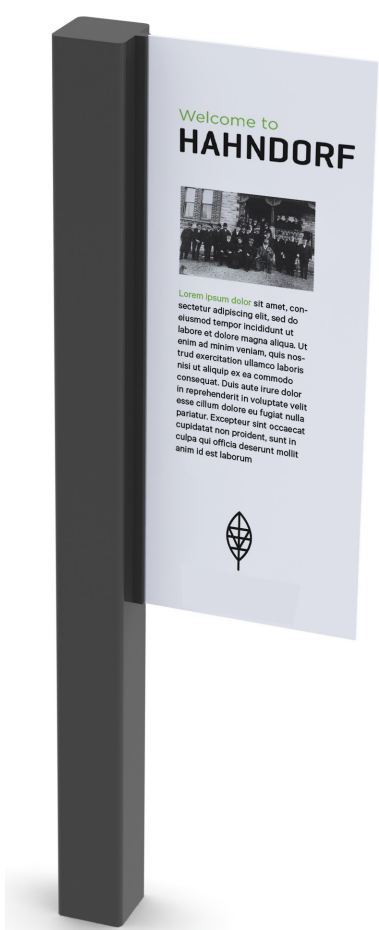 Welcome to
HAHNDORF
Lorem ipsum dolor sit amet, con-
sectetur adipiscing elit, sed do
eiusmod tempor incididunt ut
labore et dolore magna aliqua. Ut
enim ad minim veniam, quis nos-
trud exercitation ullamco laboris
nisi ut aliquip ex ea commodo
consequat. Duis aute irure dolor
in reprehenderit in voluptate velit
esse cillum dolore eu fugiat nulla
pariatur. Excepteur sint occaecat
cupidatat non proident, sunt in
culpa qui officia deserunt mollit
anim id est laborum